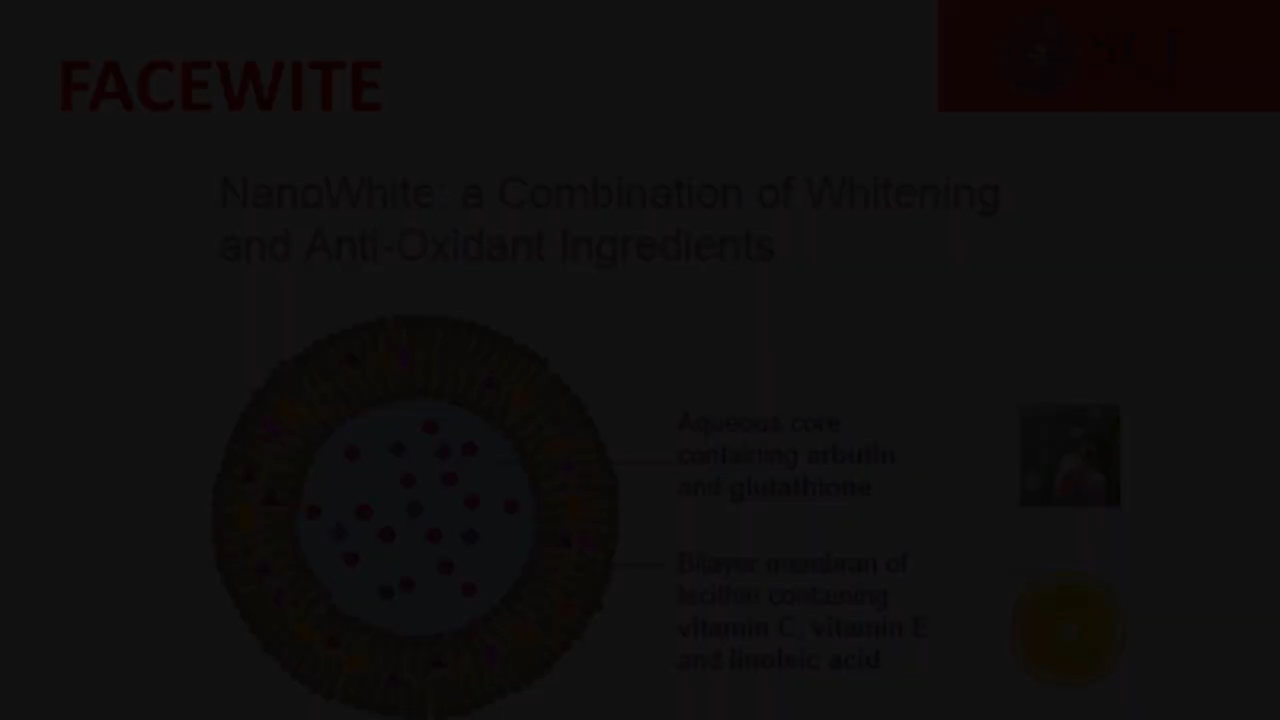 FACEWITE
NanoWhite: a Combination of Whitening
and Anti-Oxidant Ingredients
Aqueous core
containing arbutin
and glutathione
Bilayer membran of
lecithin containing
vitamin C, vitamin E
and linoleic acid